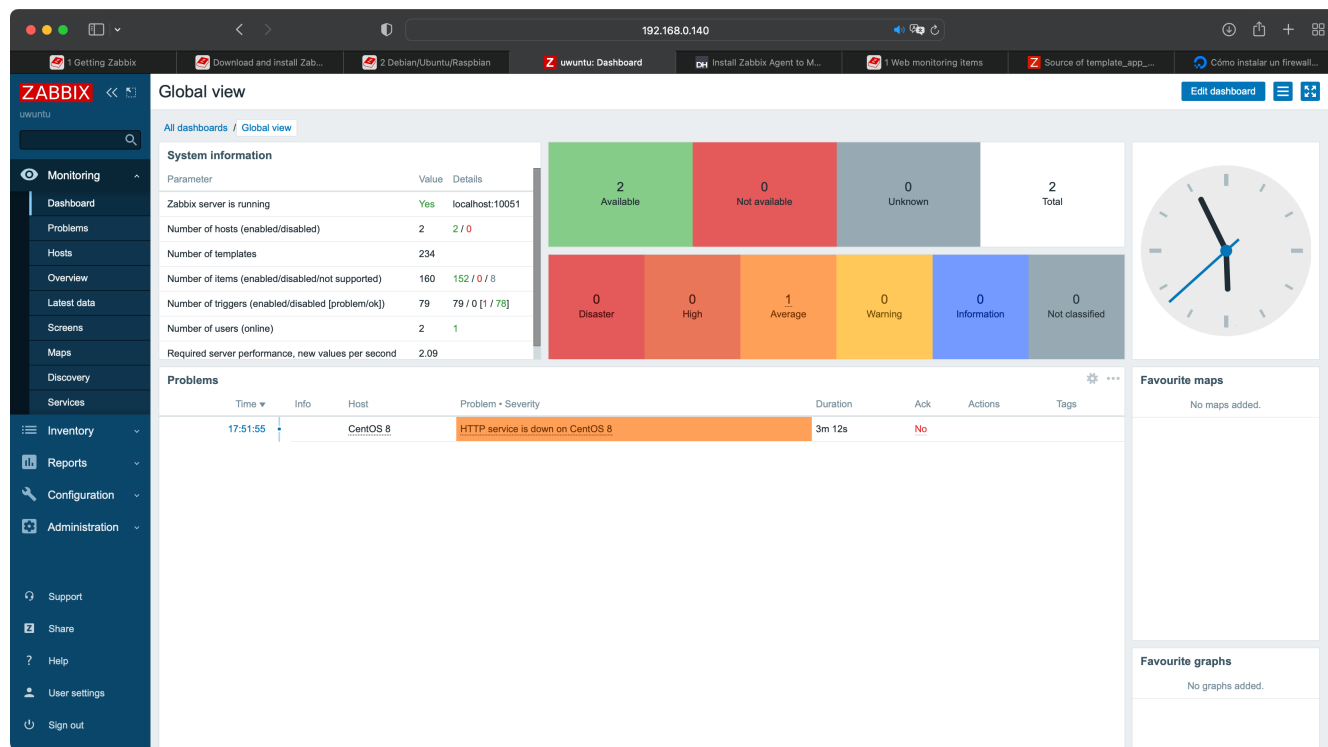 192.168.0.140
1 Getting Zabbix
Download and install Zab...
2 Debian/Ubuntu/Raspbian
Z uwuntu: Dashboard
DH Install Zabbix Agent to M...
1 Web monitoring items
Z Source of template_app_...
Cómo instalar un firewall...
ZABBIX
uwuntu
Global view
Edit dashboard
All dashboards / Global view
Monitoring
Dashboard
Problems
Hosts
Overview
Latest data
Screens
Maps
Discovery
Services
Inventory
Reports
Configuration
Administration
Support
Z Share
? Help
User settings
Sign out
System information
Parameter Value Details
Zabbix server is running Yes localhost:10051
Number of hosts (enabled/disabled) 2 2 / 0
Number of templates 234
Number of items (enabled/disabled/not supported) 160 152 / 0 / 8
Number of triggers (enabled/disabled [problem/ok]) 79 79 / 0 [1 / 78]
Number of users (online) 2 1
Required server performance, new values per second 2.09
2 0 0 2
Available Not available Unknown Total
0 0 1 0 0 0
Disaster High Average Warning Information Not classified
Problems
Time Info Host Problem • Severity Duration Ack Actions Tags
17:51:55 CentOS 8 HTTP service is down on CentOS 8 3m 12s No
Favourite maps
No maps added.
Favourite graphs
No graphs added.